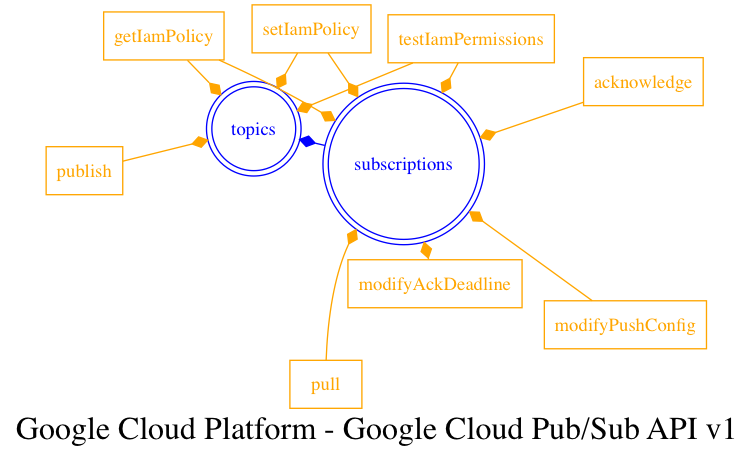 getIamPolicy
setIamPolicy
testIamPermissions
acknowledge
topics
subscriptions
publish
modifyAckDeadline
modifyPushConfig
pull
Google Cloud Platform - Google Cloud Pub/Sub API v1